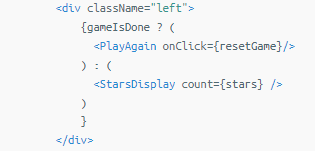 <div className="left">
{gameIsDone ? (
<PlayAgain onClick={resetGame}/>
) : (
<StarsDisplay count={stars} />
)
}
</div>